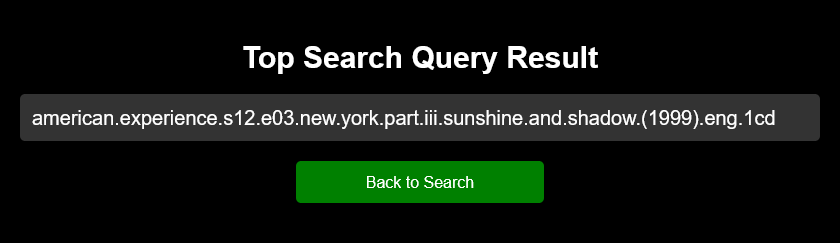 Top Search Query Result
american.experience.s12.e03.new.york.part.iii.sunshine.and.shadow.(1999).eng.1cd
Back to Search